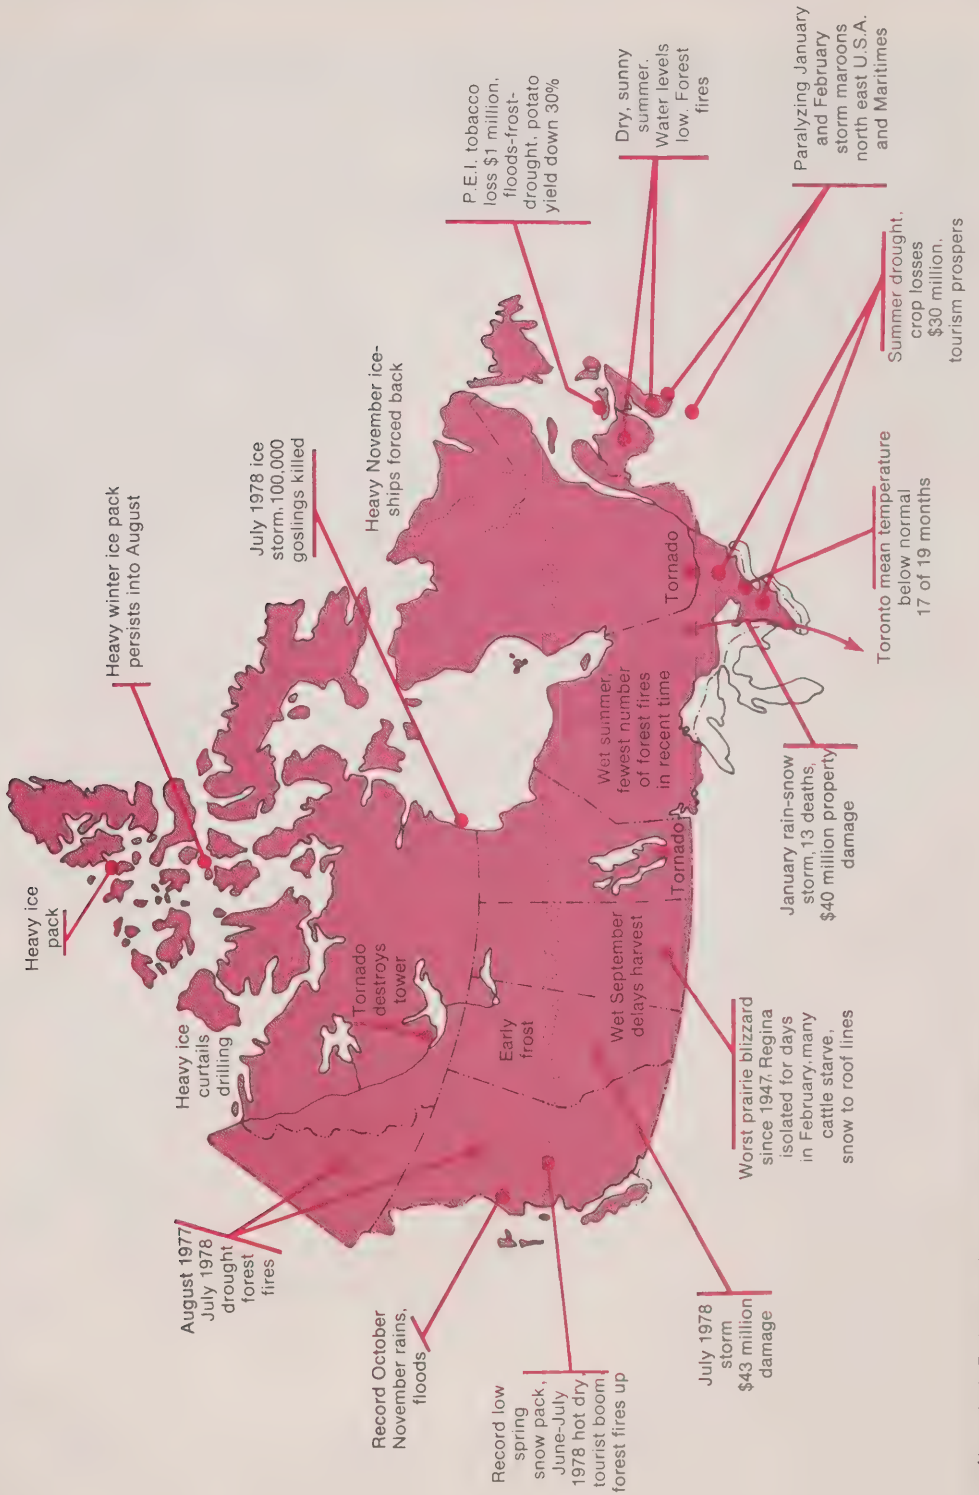 Heavy ice
pack
Heavy winter ice pack
persists into August
Heavy ice
curtails
drilling
July 1978 ice
storm, 100,000
goslings killed
Heavy November ice-
ships forced back
P.E.I. tobacco
loss $1 million,
floods-frost-
drought, potato
yield down 30%
Dry, sunny
summer.
Water levels
low. Forest
fires
Paralyzing January
and February
storm maroons
north east U.S.A.
and Maritimes
Summer drought,
crop losses
$30 million,
tourism prospers
Toronto mean temperature
below normal
17 of 19 months
January rain-snow
storm, 13 deaths,
$40 million property
damage
Worst prairie blizzard
since 1947, Regina
isolated for days
in February, many
cattle starve,
snow to roof lines
July 1978
storm
$43 million
damage
Record low
spring
snow pack,
June-July
1978 hot dry,
tourist boom,
forest fires up
Record October
November rains,
floods
August 1977
July 1978
drought
forest
fires
Tornado
destroys
tower
Early
frost
Wet September
delays harvest
Tornado
Wet summer,
fewest number
of forest fires
in recent time
Tornado